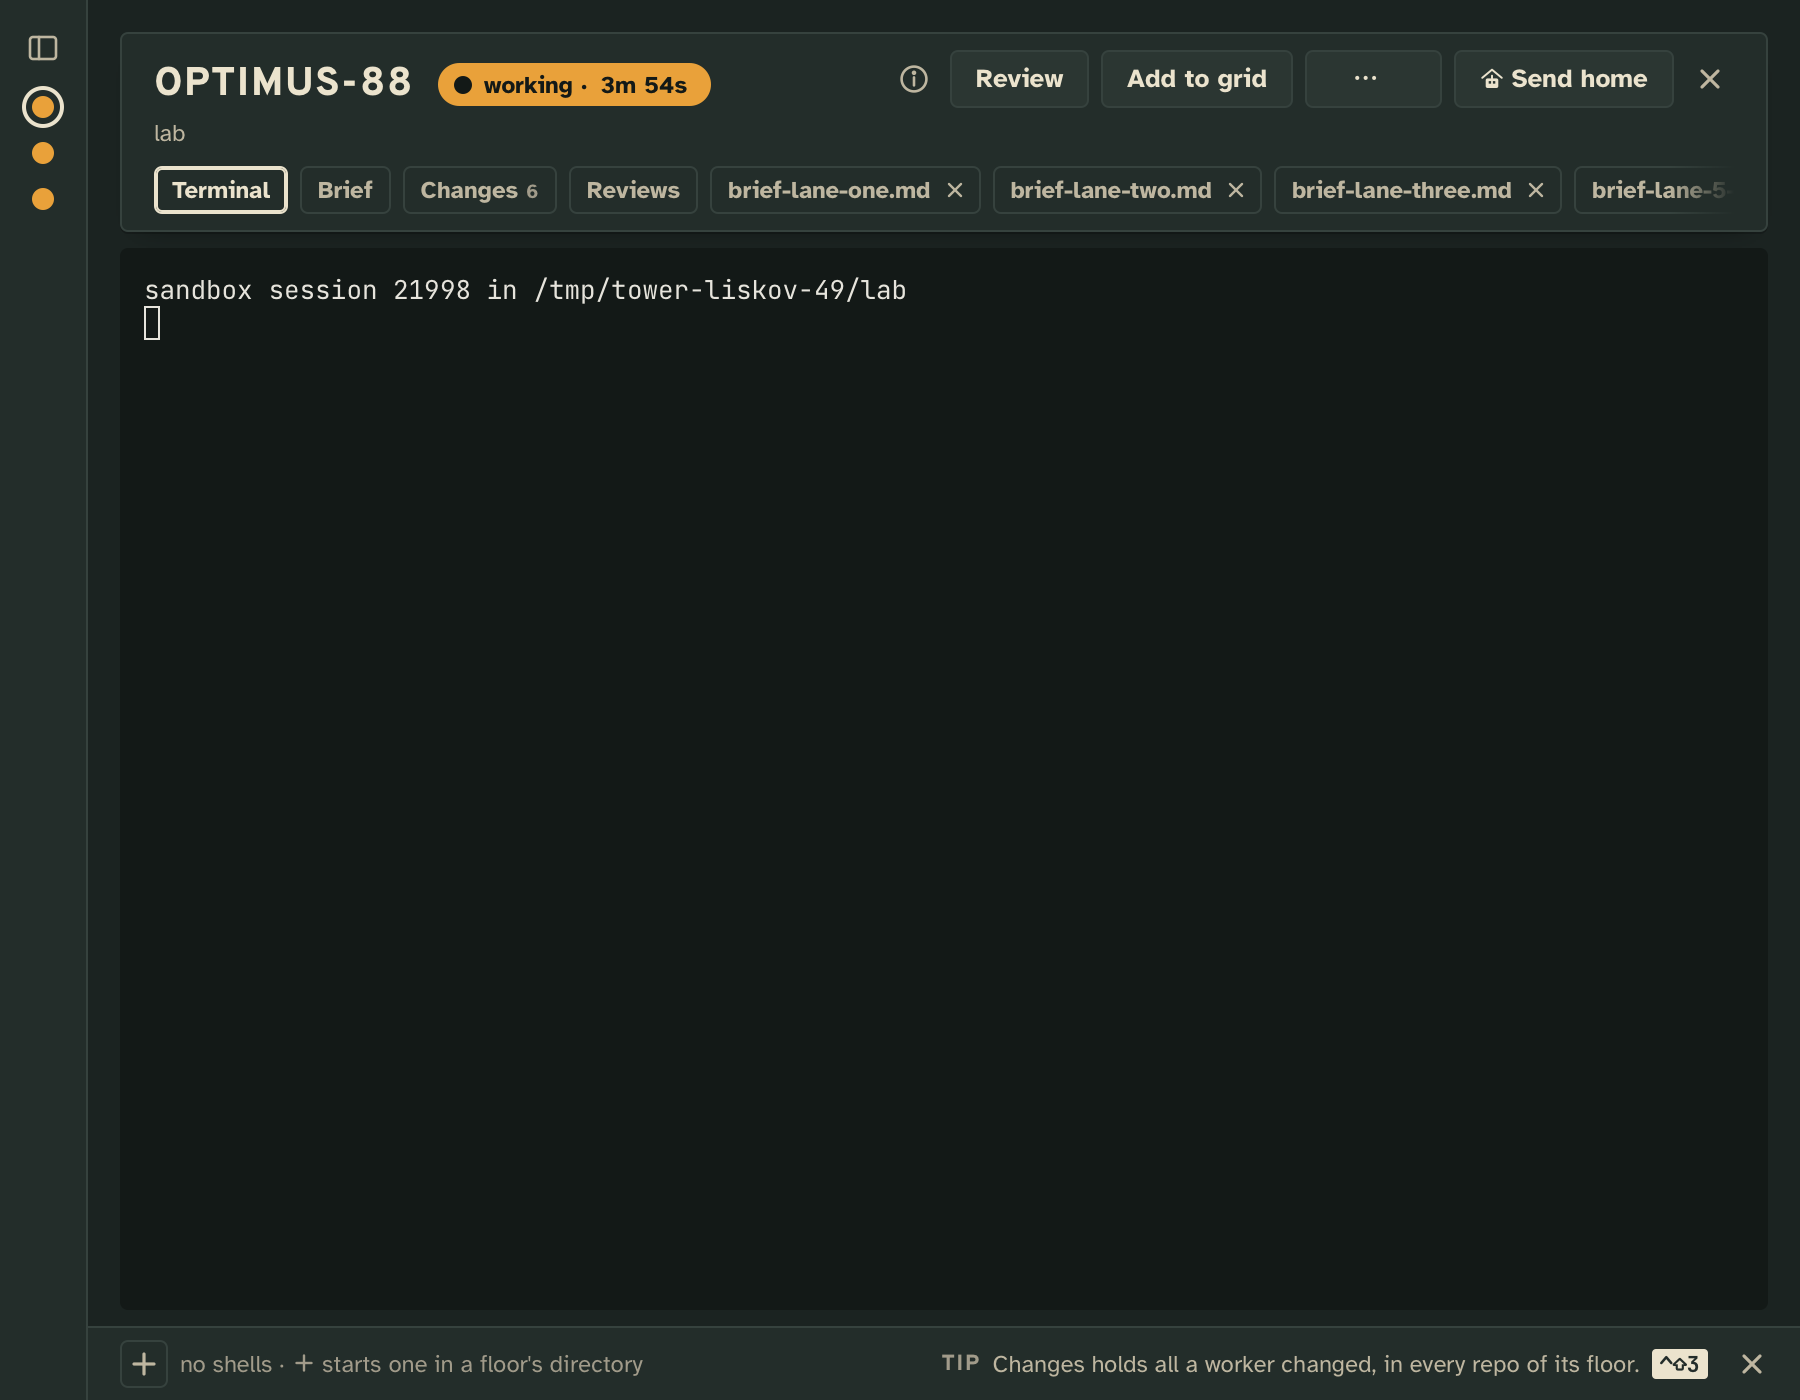 OPTIMUS-88 working · 3m 54s Review Add to grid ··· Send home
lab
Terminal Brief Changes 6 Reviews brief-lane-one.md brief-lane-two.md brief-lane-three.md brief-lane-5-
sandbox session 21998 in /tmp/tower-liskov-49/lab
no shells · + starts one in a floor's directory TIP Changes holds all a worker changed, in every repo of its floor. ^⇧3